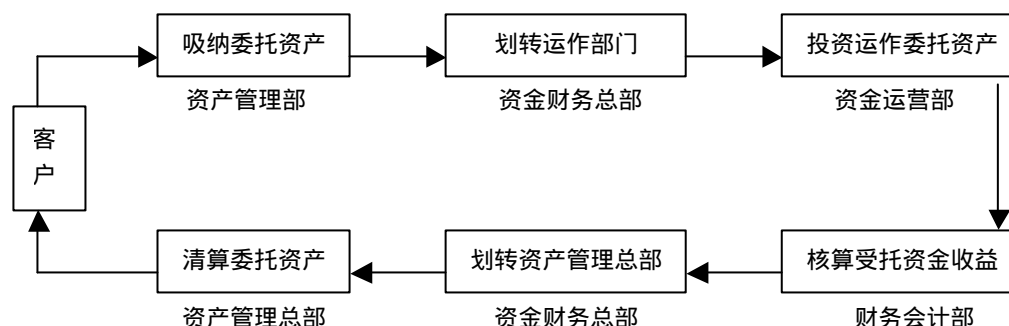 吸纳委托资产
划转运作部门
投资运作委托资产
资产管理部
资金财务总部
资金运营部
客
户
清算委托资产
划转资产管理总部
核算受托资金收益
资产管理总部
资金财务总部
财务会计部